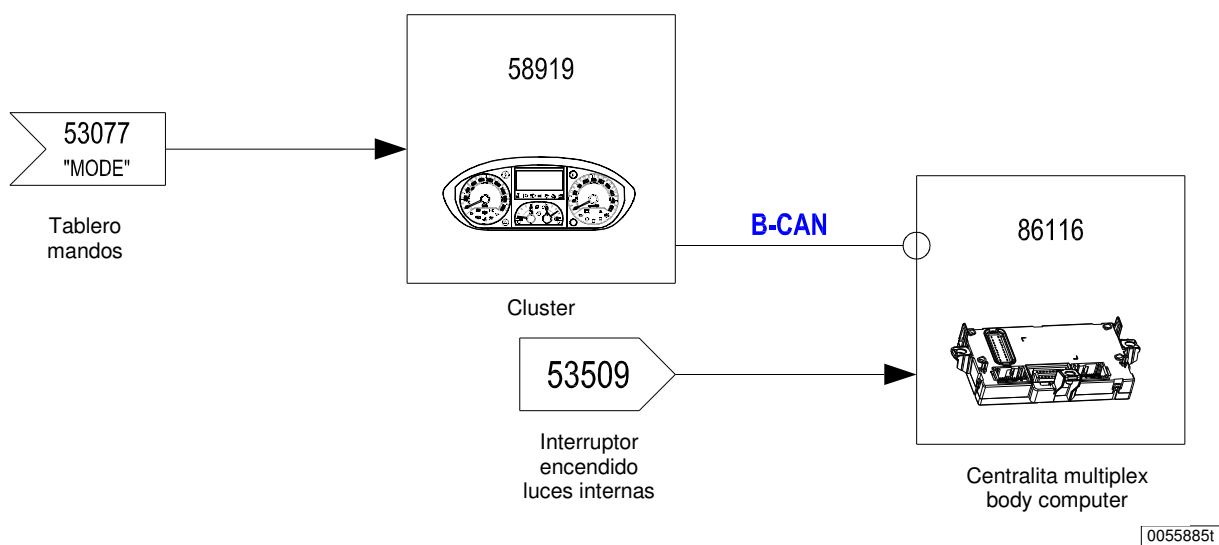 58919
53077
"MODE"
Tablero
mandos
B-CAN
86116
Cluster
53509
Interruptor
encendido
luces internas
Centralita multiplex
body computer
0055885t